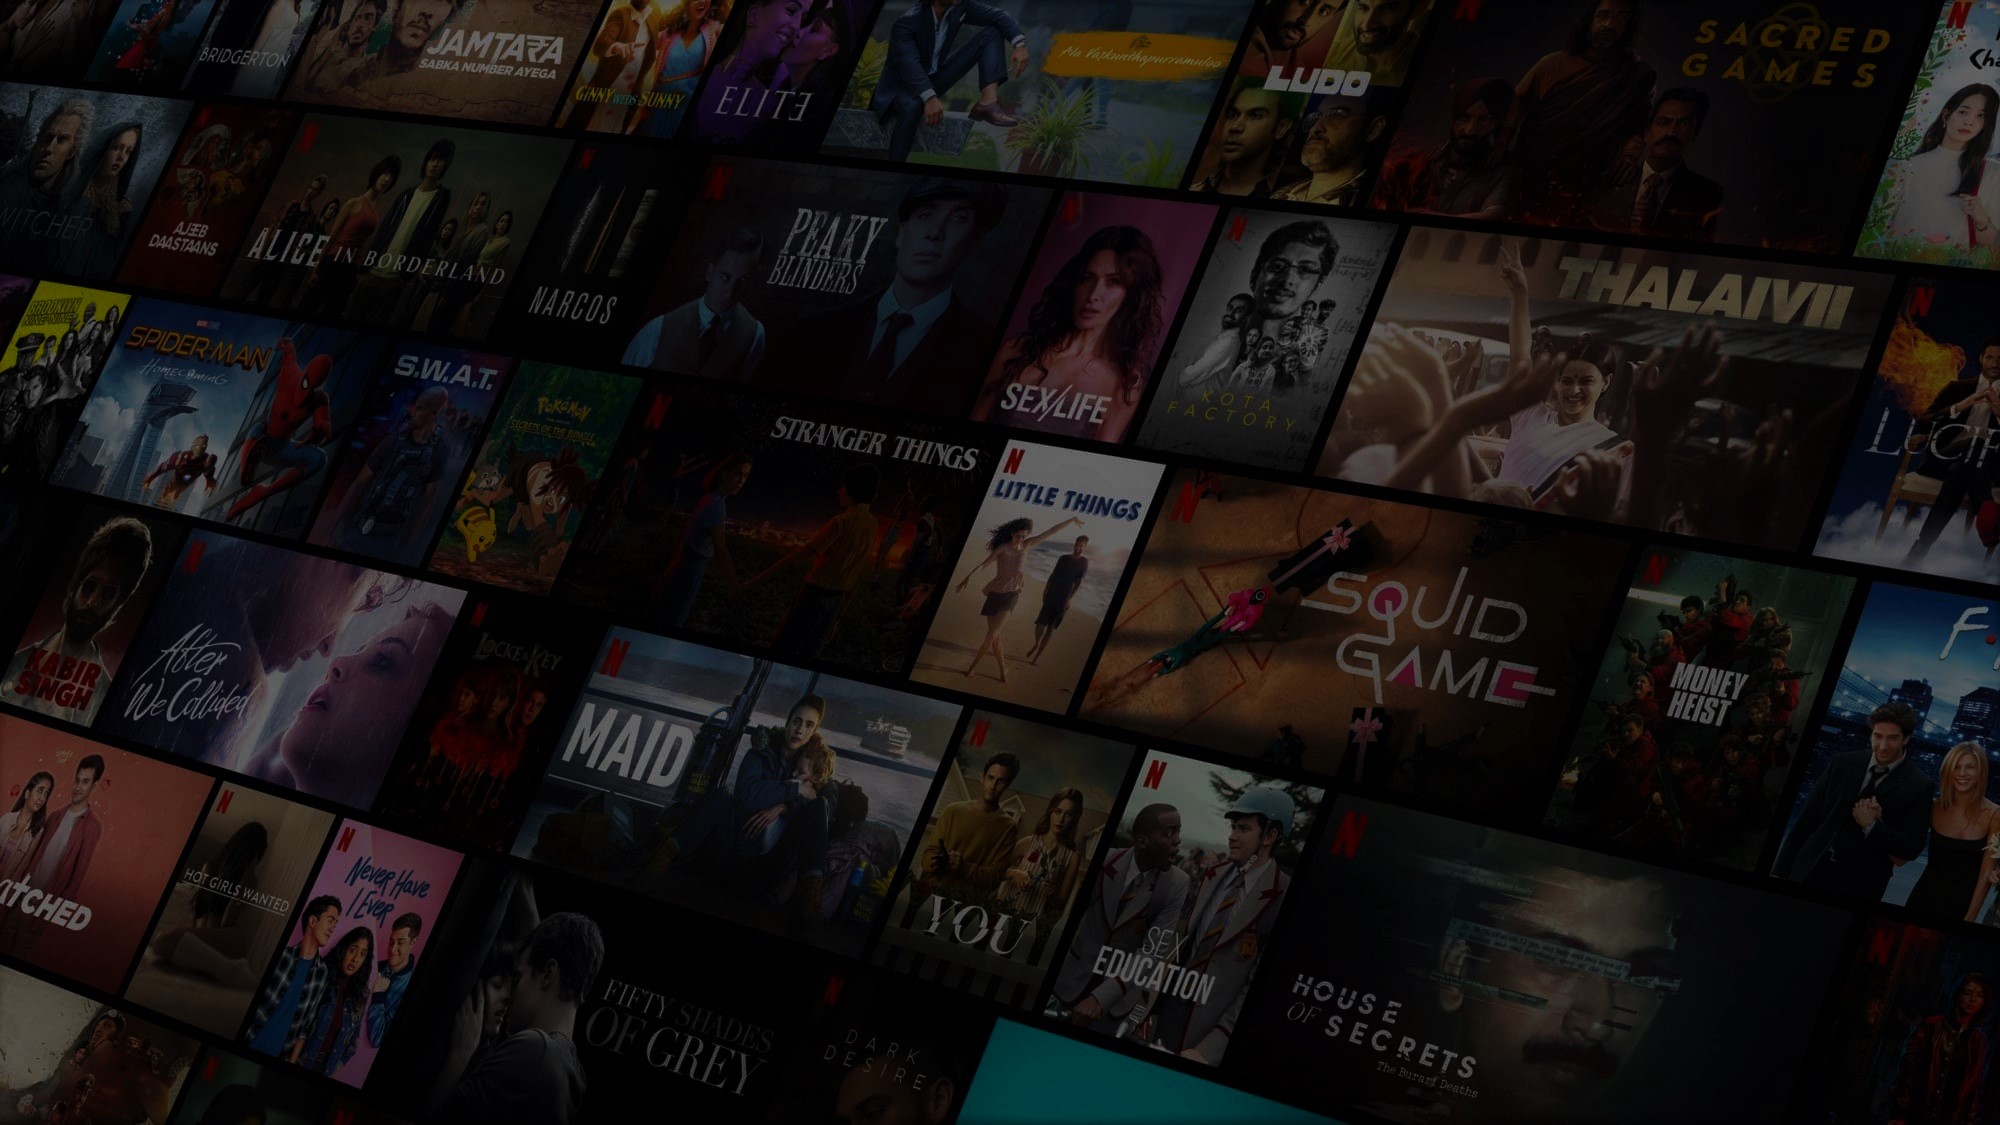 BRIDGERTON
JAMTARA
SABKA NUMBER AYEGA
GINNY WEDS SUNNY
ELITE
Ala Vaikunthapurramuloo
LUDO
SACRED
GAMES
WITCHER
AJEEB
DAASTAANS
ALICE IN BORDERLAND
NARCOS
PEAKY
BLINDERS
SEX/LIFE
KOTA
FACTORY
THALAIVII
LUCIF
BROOKLYN
NINE-NINE
SPIDER-MAN
HOMECOMING
S.W.A.T.
POKÉMON
SECRETS OF THE JUNGLE
STRANGER THINGS
LITTLE THINGS
SQUID
GAME
MONEY
HEIST
F
KABIR
SINGH
After
We Collided
LOCKE & KEY
MAID
YOU
SEX
EDUCATION
HOUSE
OF SECRETS
The Burari Deaths
ATCHED
HOT GIRLS WANTED
Never Have
I Ever
FIFTY SHADES
OF GREY
DARK
DESIRE